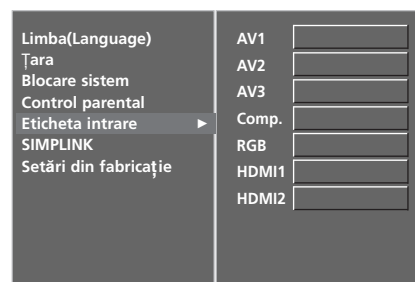 Limba(Language)
Țara
Blocare sistem
Control parental
Eticheta intrare ►
SIMPLINK
Setări din fabricație
AV1
AV2
AV3
Comp.
RGB
HDMI1
HDMI2